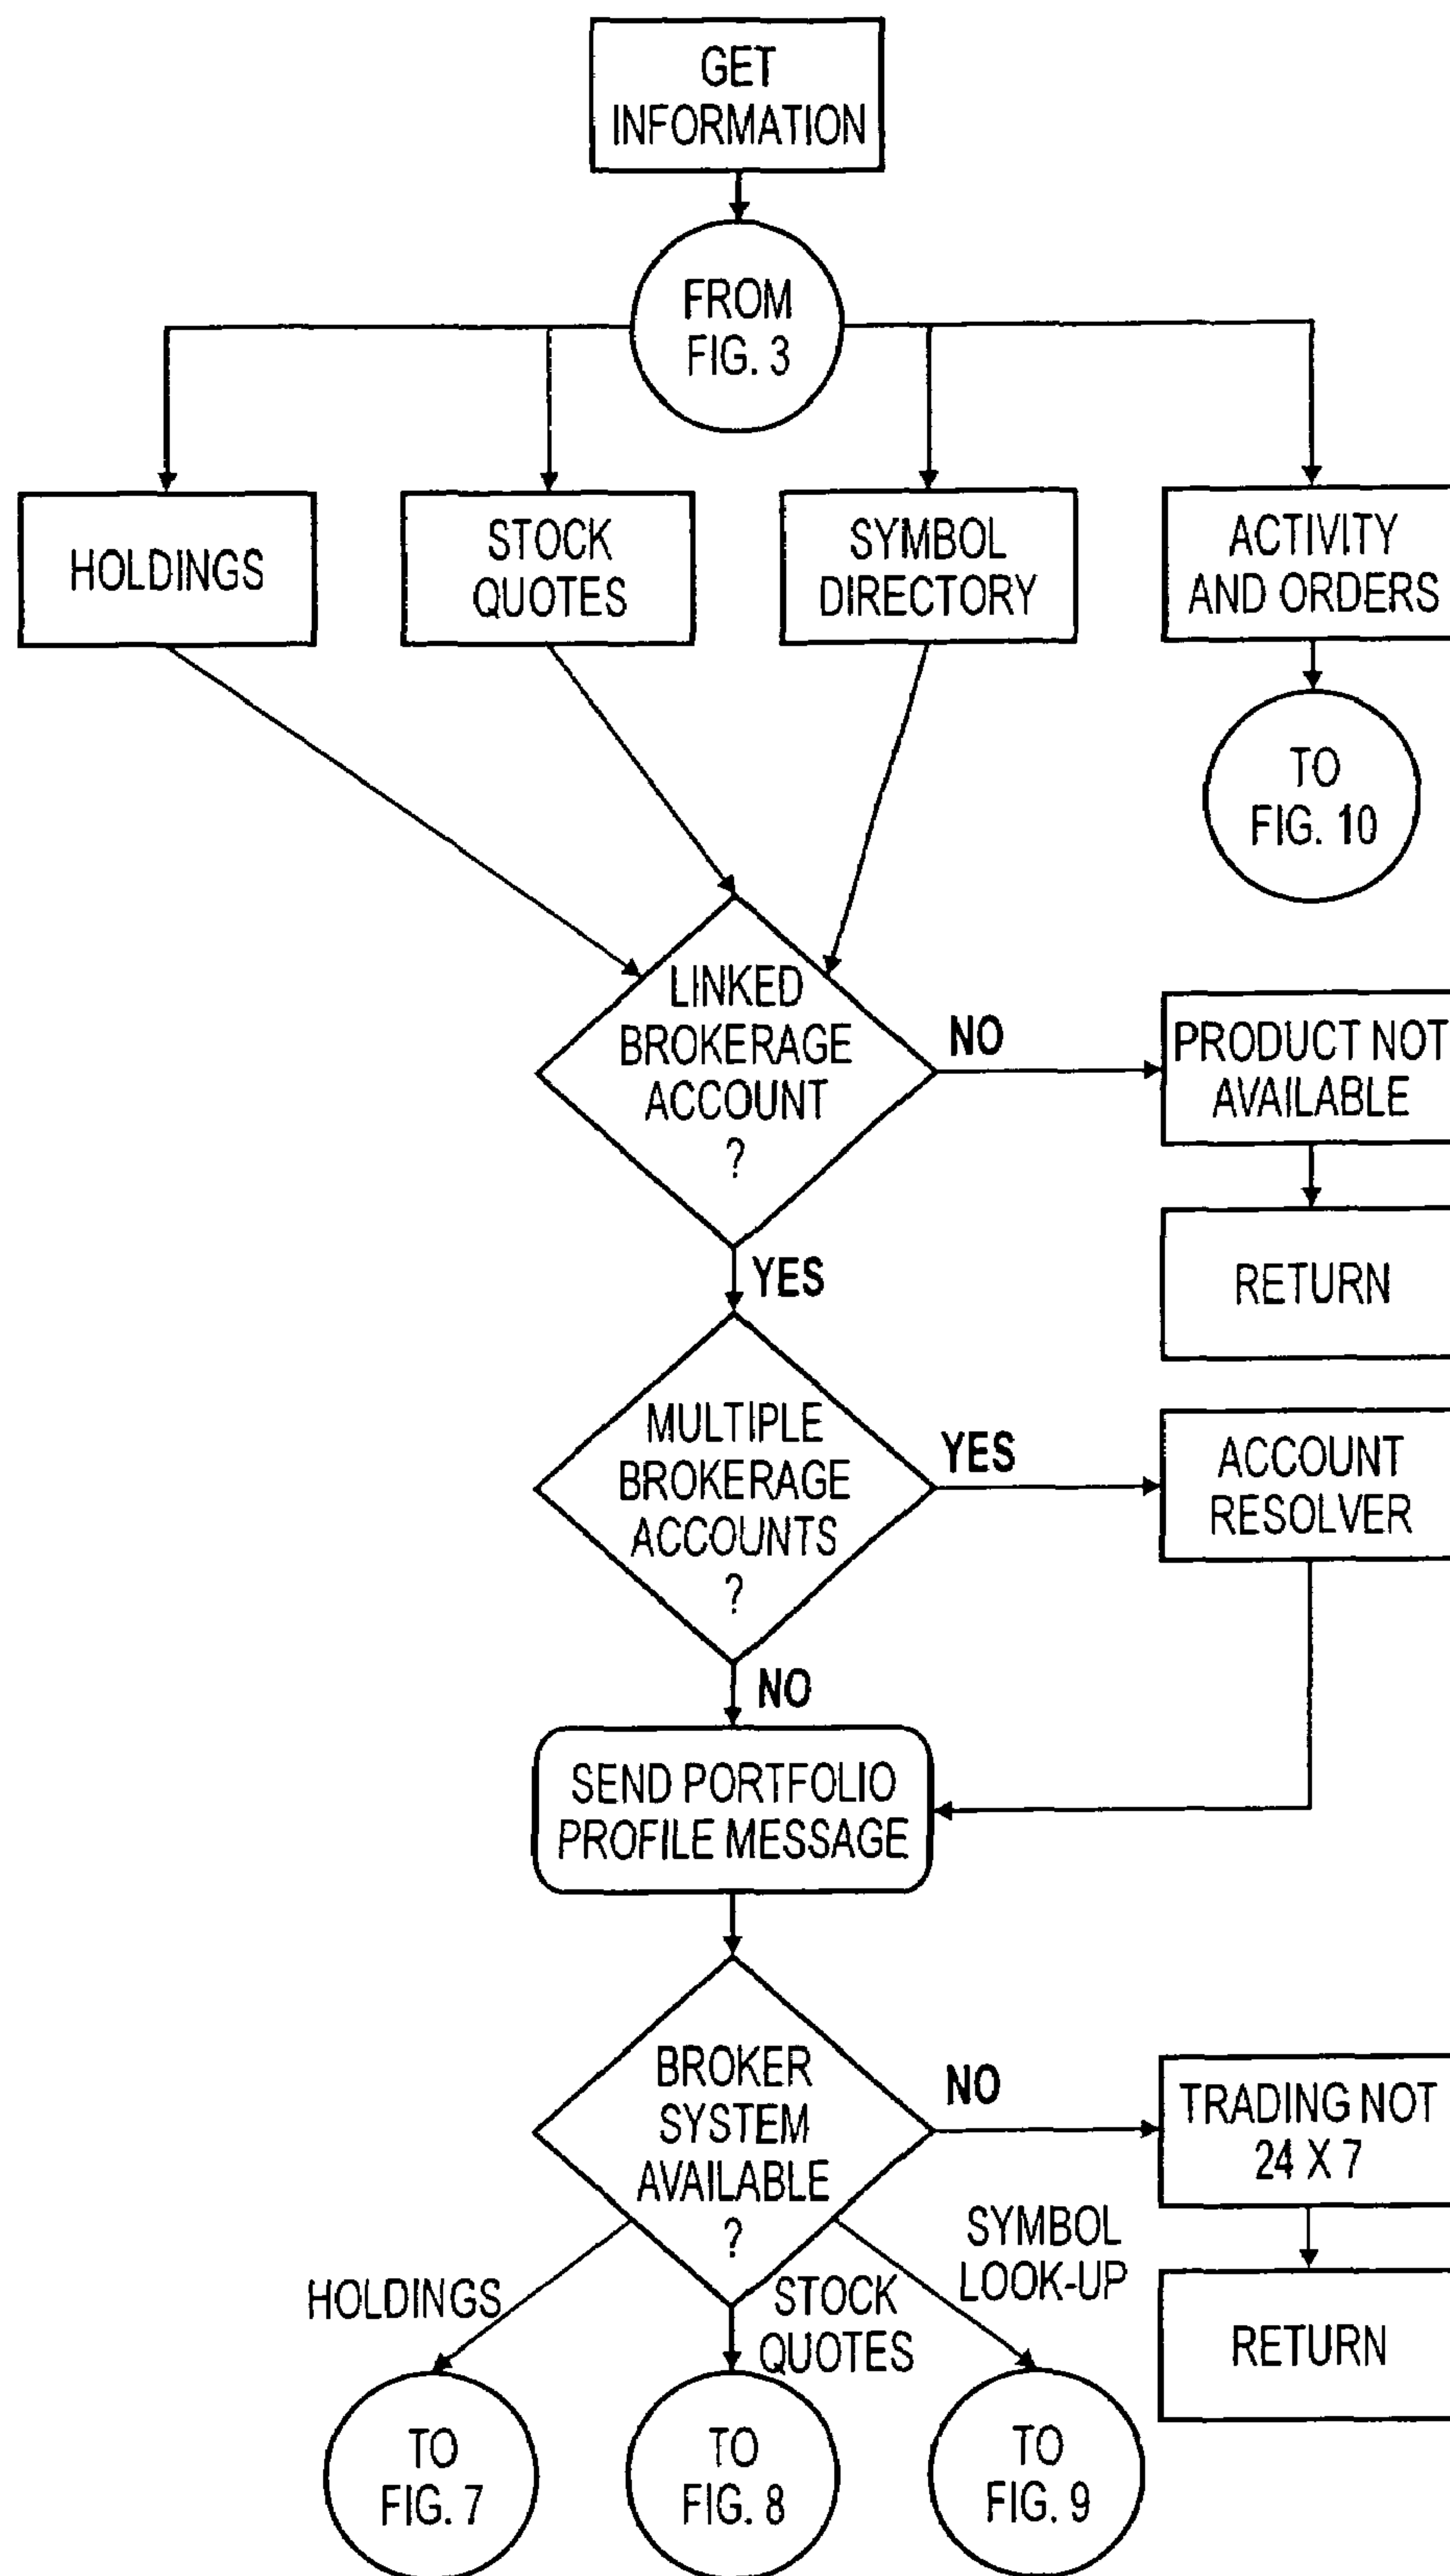 GET
INFORMATION
FROM
FIG. 3
HOLDINGS
STOCK
QUOTES
SYMBOL
DIRECTORY
ACTIVITY
AND ORDERS
TO
FIG. 10
LINKED
BROKERAGE
ACCOUNT
?
NO
PRODUCT NOT
AVAILABLE
RETURN
YES
MULTIPLE
BROKERAGE
ACCOUNTS
?
YES
ACCOUNT
RESOLVER
NO
SEND PORTFOLIO
PROFILE MESSAGE
BROKER
SYSTEM
AVAILABLE
?
NO
TRADING NOT
24 X 7
RETURN
HOLDINGS
STOCK
QUOTES
SYMBOL
LOOK-UP
TO
FIG. 7
TO
FIG. 8
TO
FIG. 9